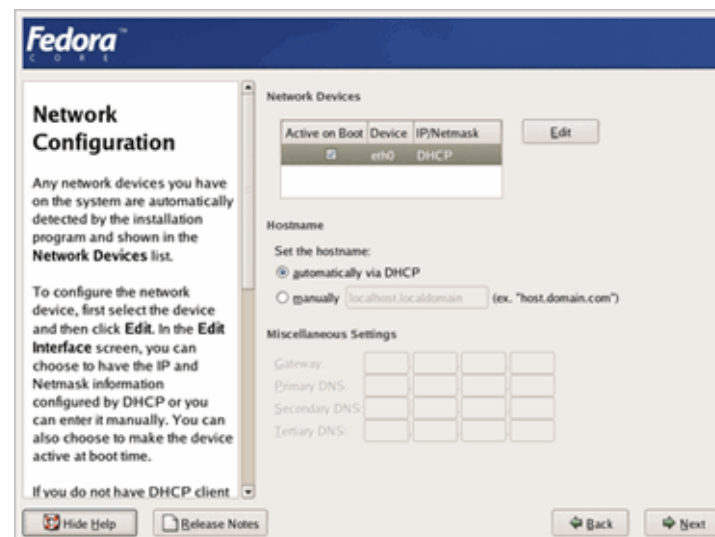 Fedora™
CORE
Network
Configuration
Any network devices you have
on the system are automatically
detected by the installation
program and shown in the
Network Devices list.
To configure the network
device, first select the device
and then click Edit. In the Edit
Interface screen, you can
choose to have the IP and
Netmask information
configured by DHCP or you
can enter it manually. You can
also choose to make the device
active at boot time.
If you do not have DHCP client
Network Devices
Active on Boot Device IP/Netmask
eth0 DHCP
Edit
Hostname
Set the hostname:
automatically via DHCP
manually localhost.localdomain (ex. "host.domain.com")
Miscellaneous Settings
Gateway:
Primary DNS:
Secondary DNS:
Tertiary DNS:
Hide Help
Release Notes
Back
Next